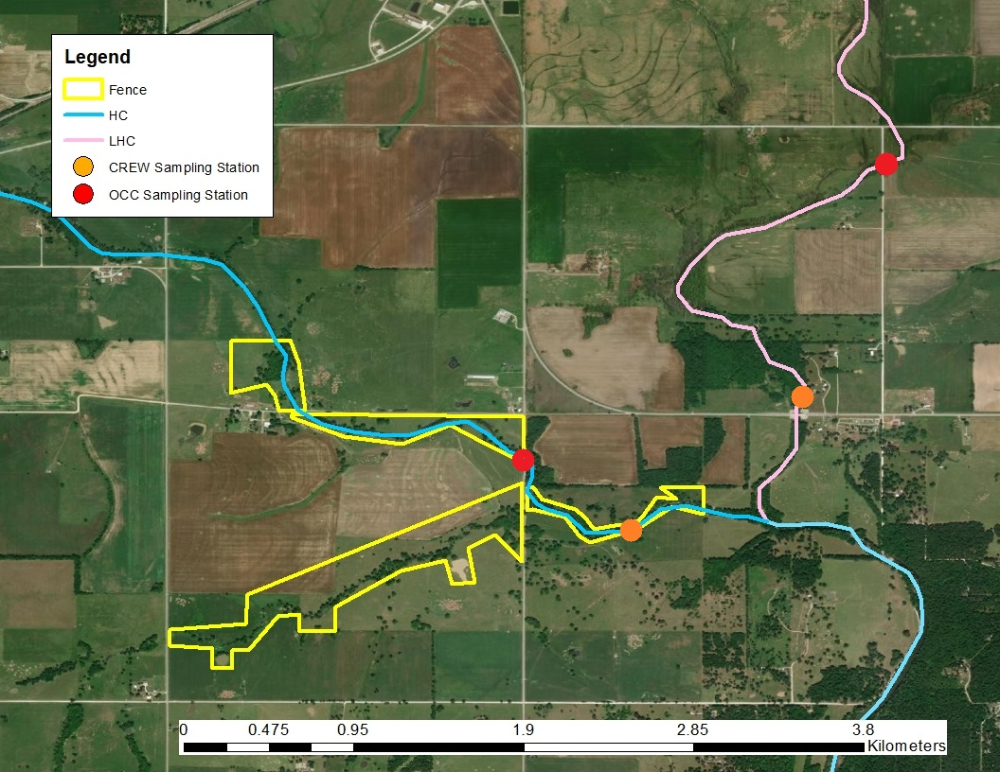 Legend
Fence
HC
LHC
CREW Sampling Station
OCC Sampling Station
0 0.475 0.95 1.9 2.85 3.8
Kilometers